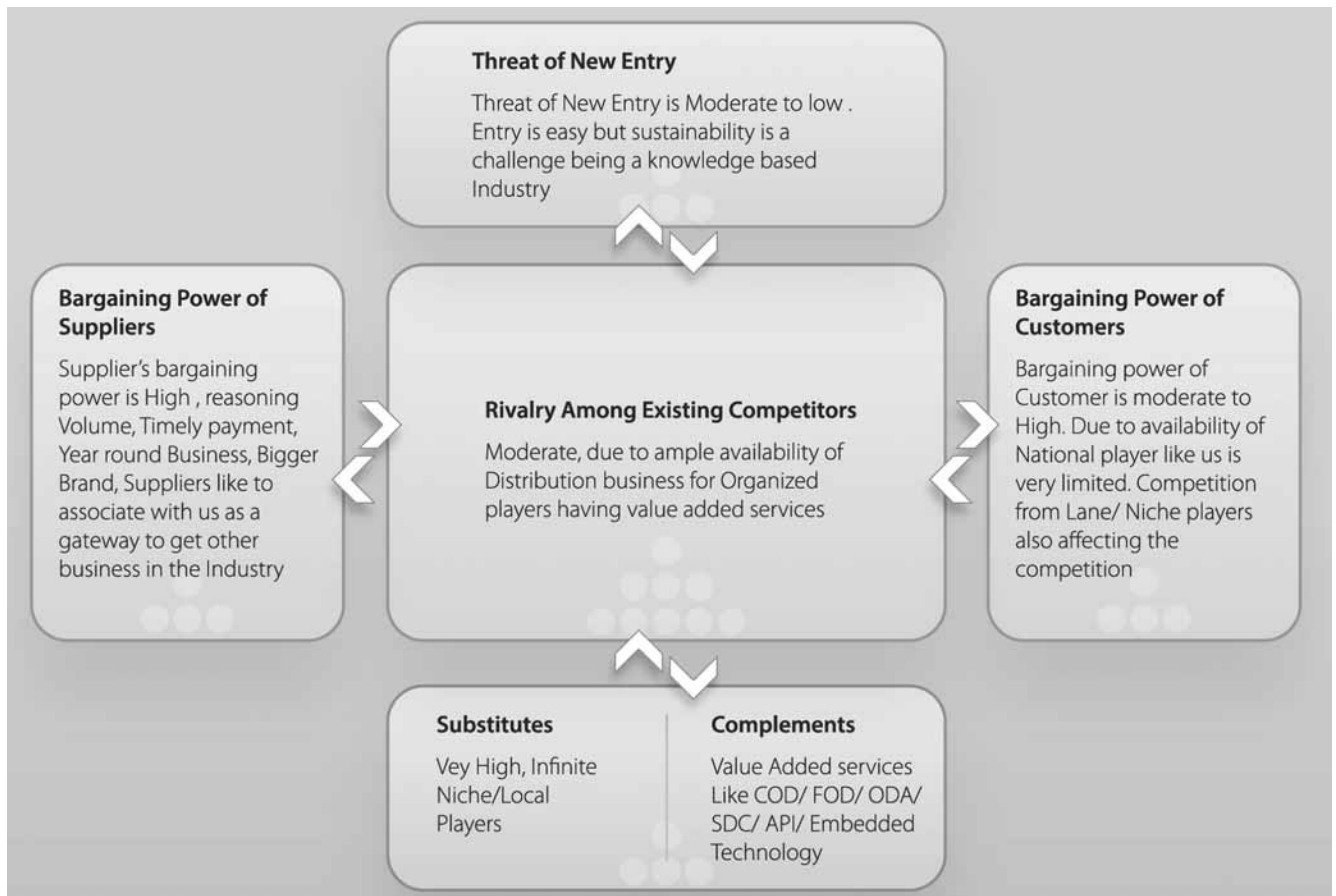 Threat of New Entry
Threat of New Entry is Moderate to low .
Entry is easy but sustainability is a
challenge being a knowledge based
Industry
Bargaining Power of
Suppliers
Supplier’s bargaining
power is High , reasoning
Volume, Timely payment,
Year round Business, Bigger
Brand, Suppliers like to
associate with us as a
gateway to get other
business in the Industry
Rivalry Among Existing Competitors
Moderate, due to ample availability of
Distribution business for Organized
players having value added services
Bargaining Power of
Customers
Bargaining power of
Customer is moderate to
High. Due to availability of
National player like us is
very limited. Competition
from Lane/ Niche players
also affecting the
competition
Substitutes
Vey High, Infinite
Niche/Local
Players
Complements
Value Added services
Like COD/ FOD/ ODA/
SDC/ API/ Embedded
Technology